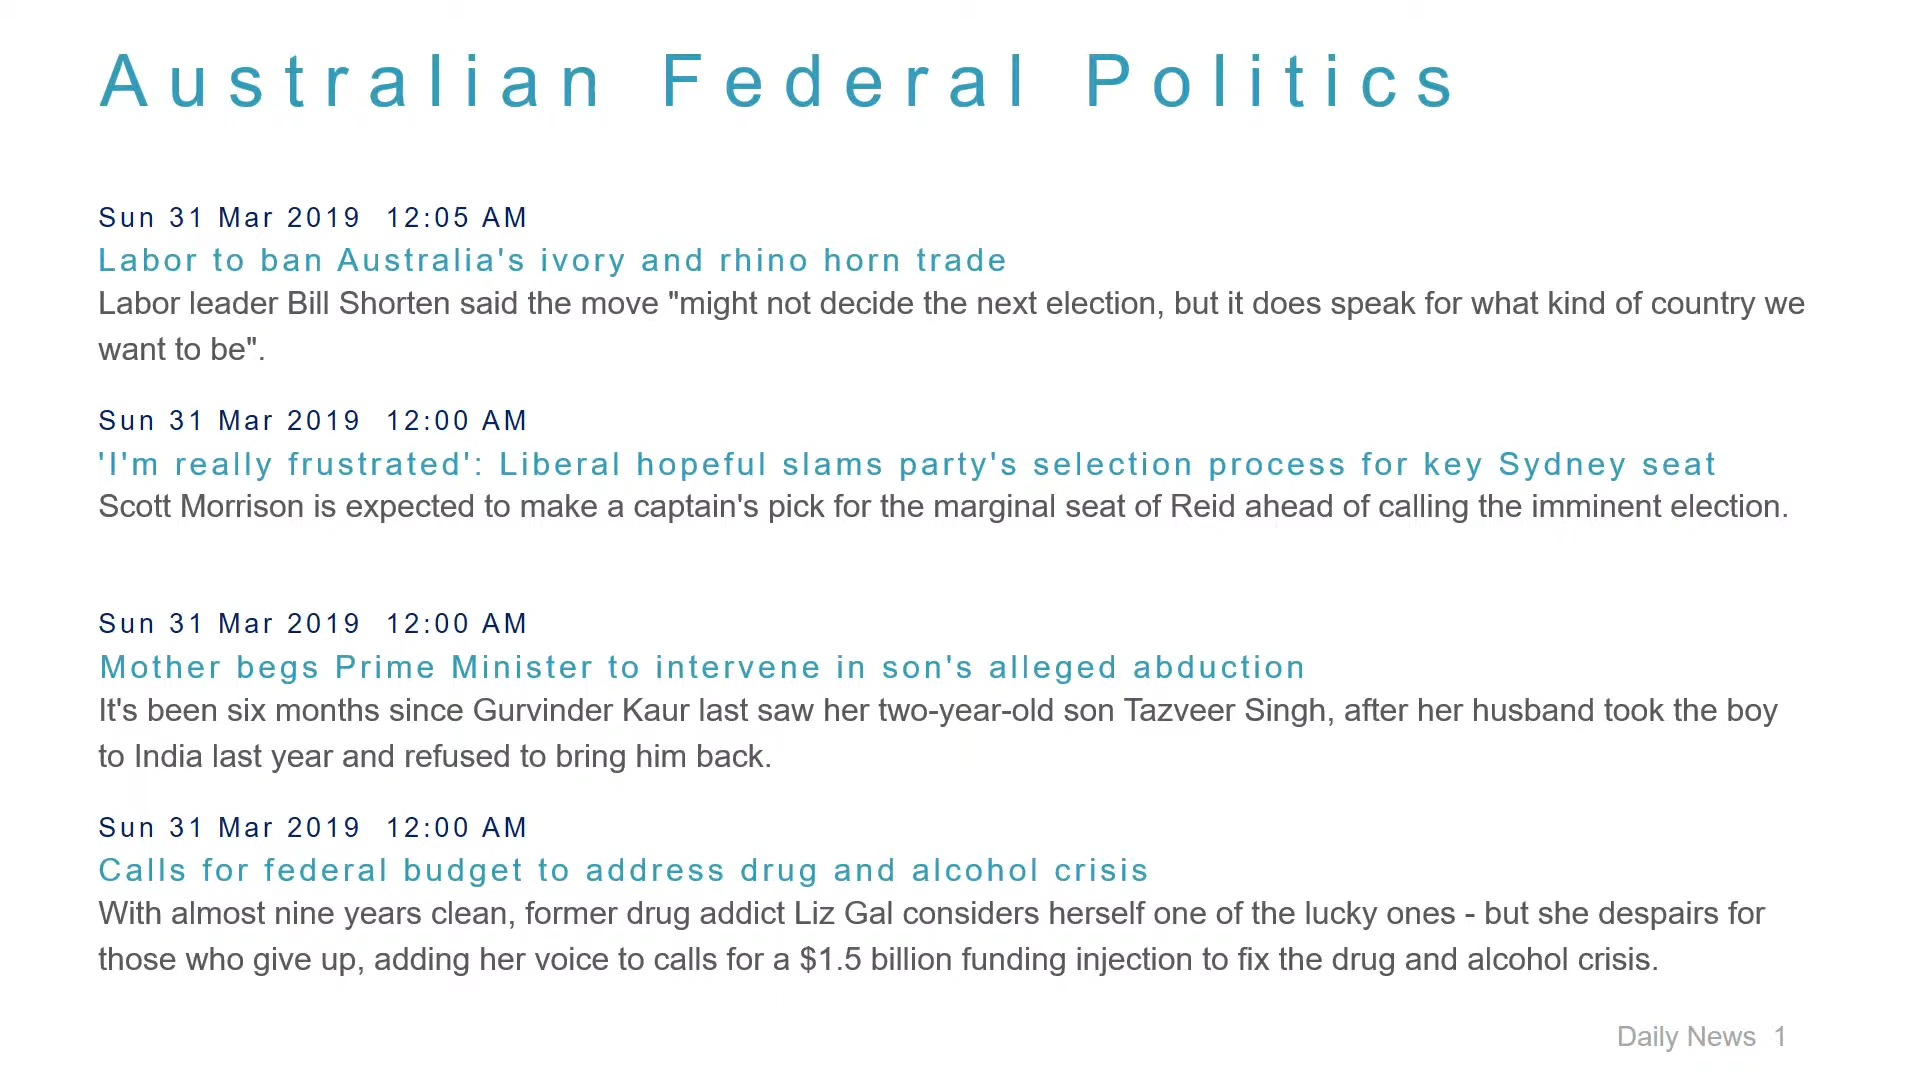 Australian Federal Politics
Sun 31 Mar 2019 12:05 AM
Labor to ban Australia's ivory and rhino horn trade
Labor leader Bill Shorten said the move "might not decide the next election, but it does speak for what kind of country we
want to be".
Sun 31 Mar 2019 12:00 AM
'I'm really frustrated': Liberal hopeful slams party's selection process for key Sydney seat
Scott Morrison is expected to make a captain's pick for the marginal seat of Reid ahead of calling the imminent election.
Sun 31 Mar 2019 12:00 AM
Mother begs Prime Minister to intervene in son's alleged abduction
It's been six months since Gurvinder Kaur last saw her two-year-old son Tazveer Singh, after her husband took the boy
to India last year and refused to bring him back.
Sun 31 Mar 2019 12:00 AM
Calls for federal budget to address drug and alcohol crisis
With almost nine years clean, former drug addict Liz Gal considers herself one of the lucky ones - but she despairs for
those who give up, adding her voice to calls for a $1.5 billion funding injection to fix the drug and alcohol crisis.
Daily News 1